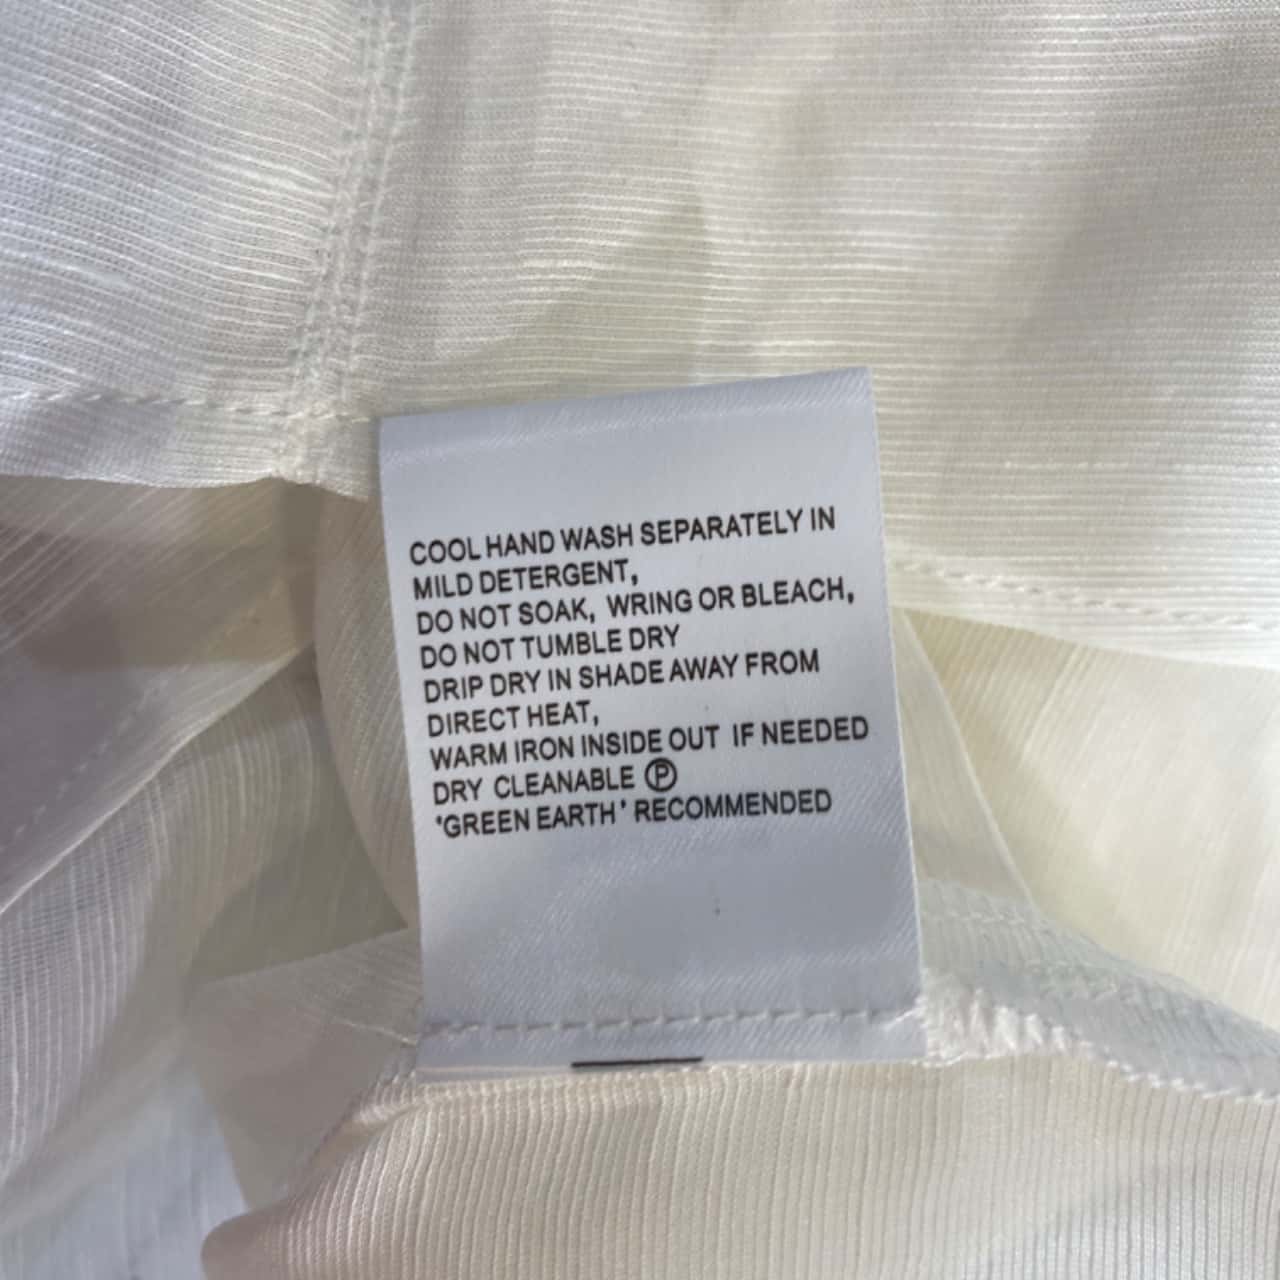 COOL HAND WASH SEPARATELY IN
MILD DETERGENT,
DO NOT SOAK, WRING OR BLEACH,
DO NOT TUMBLE DRY
DRIP DRY IN SHADE AWAY FROM
DIRECT HEAT,
WARM IRON INSIDE OUT IF NEEDED
DRY CLEANABLE Ⓟ
'GREEN EARTH' RECOMMENDED